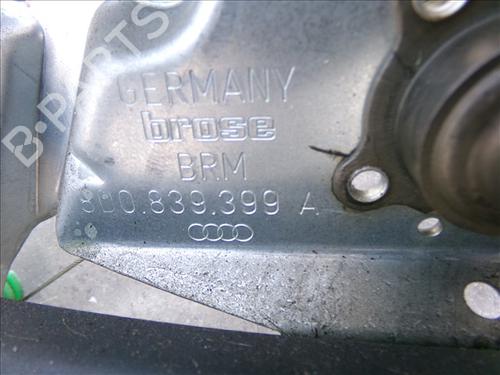 GERMANY
brose
BRM
8D0.839.399 A
B-PARTS